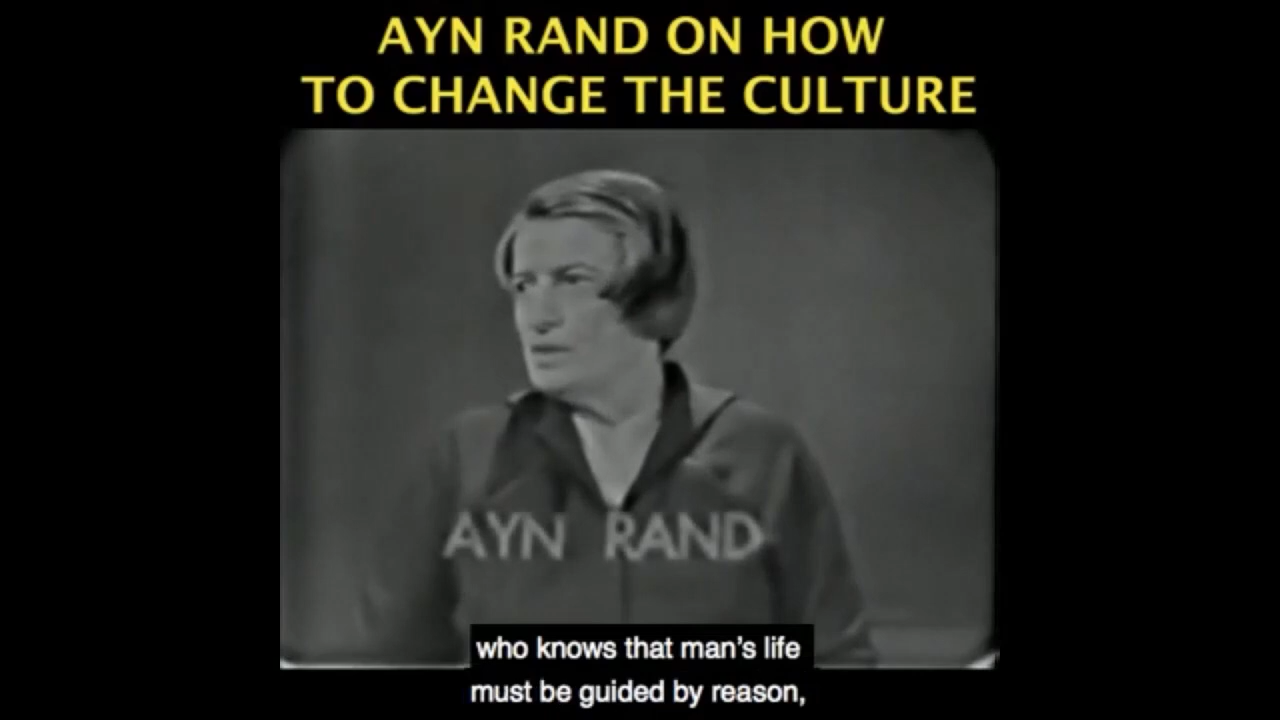 AYN RAND ON HOW
TO CHANGE THE CULTURE
AYN RAND
who knows that man's life
must be guided by reason,